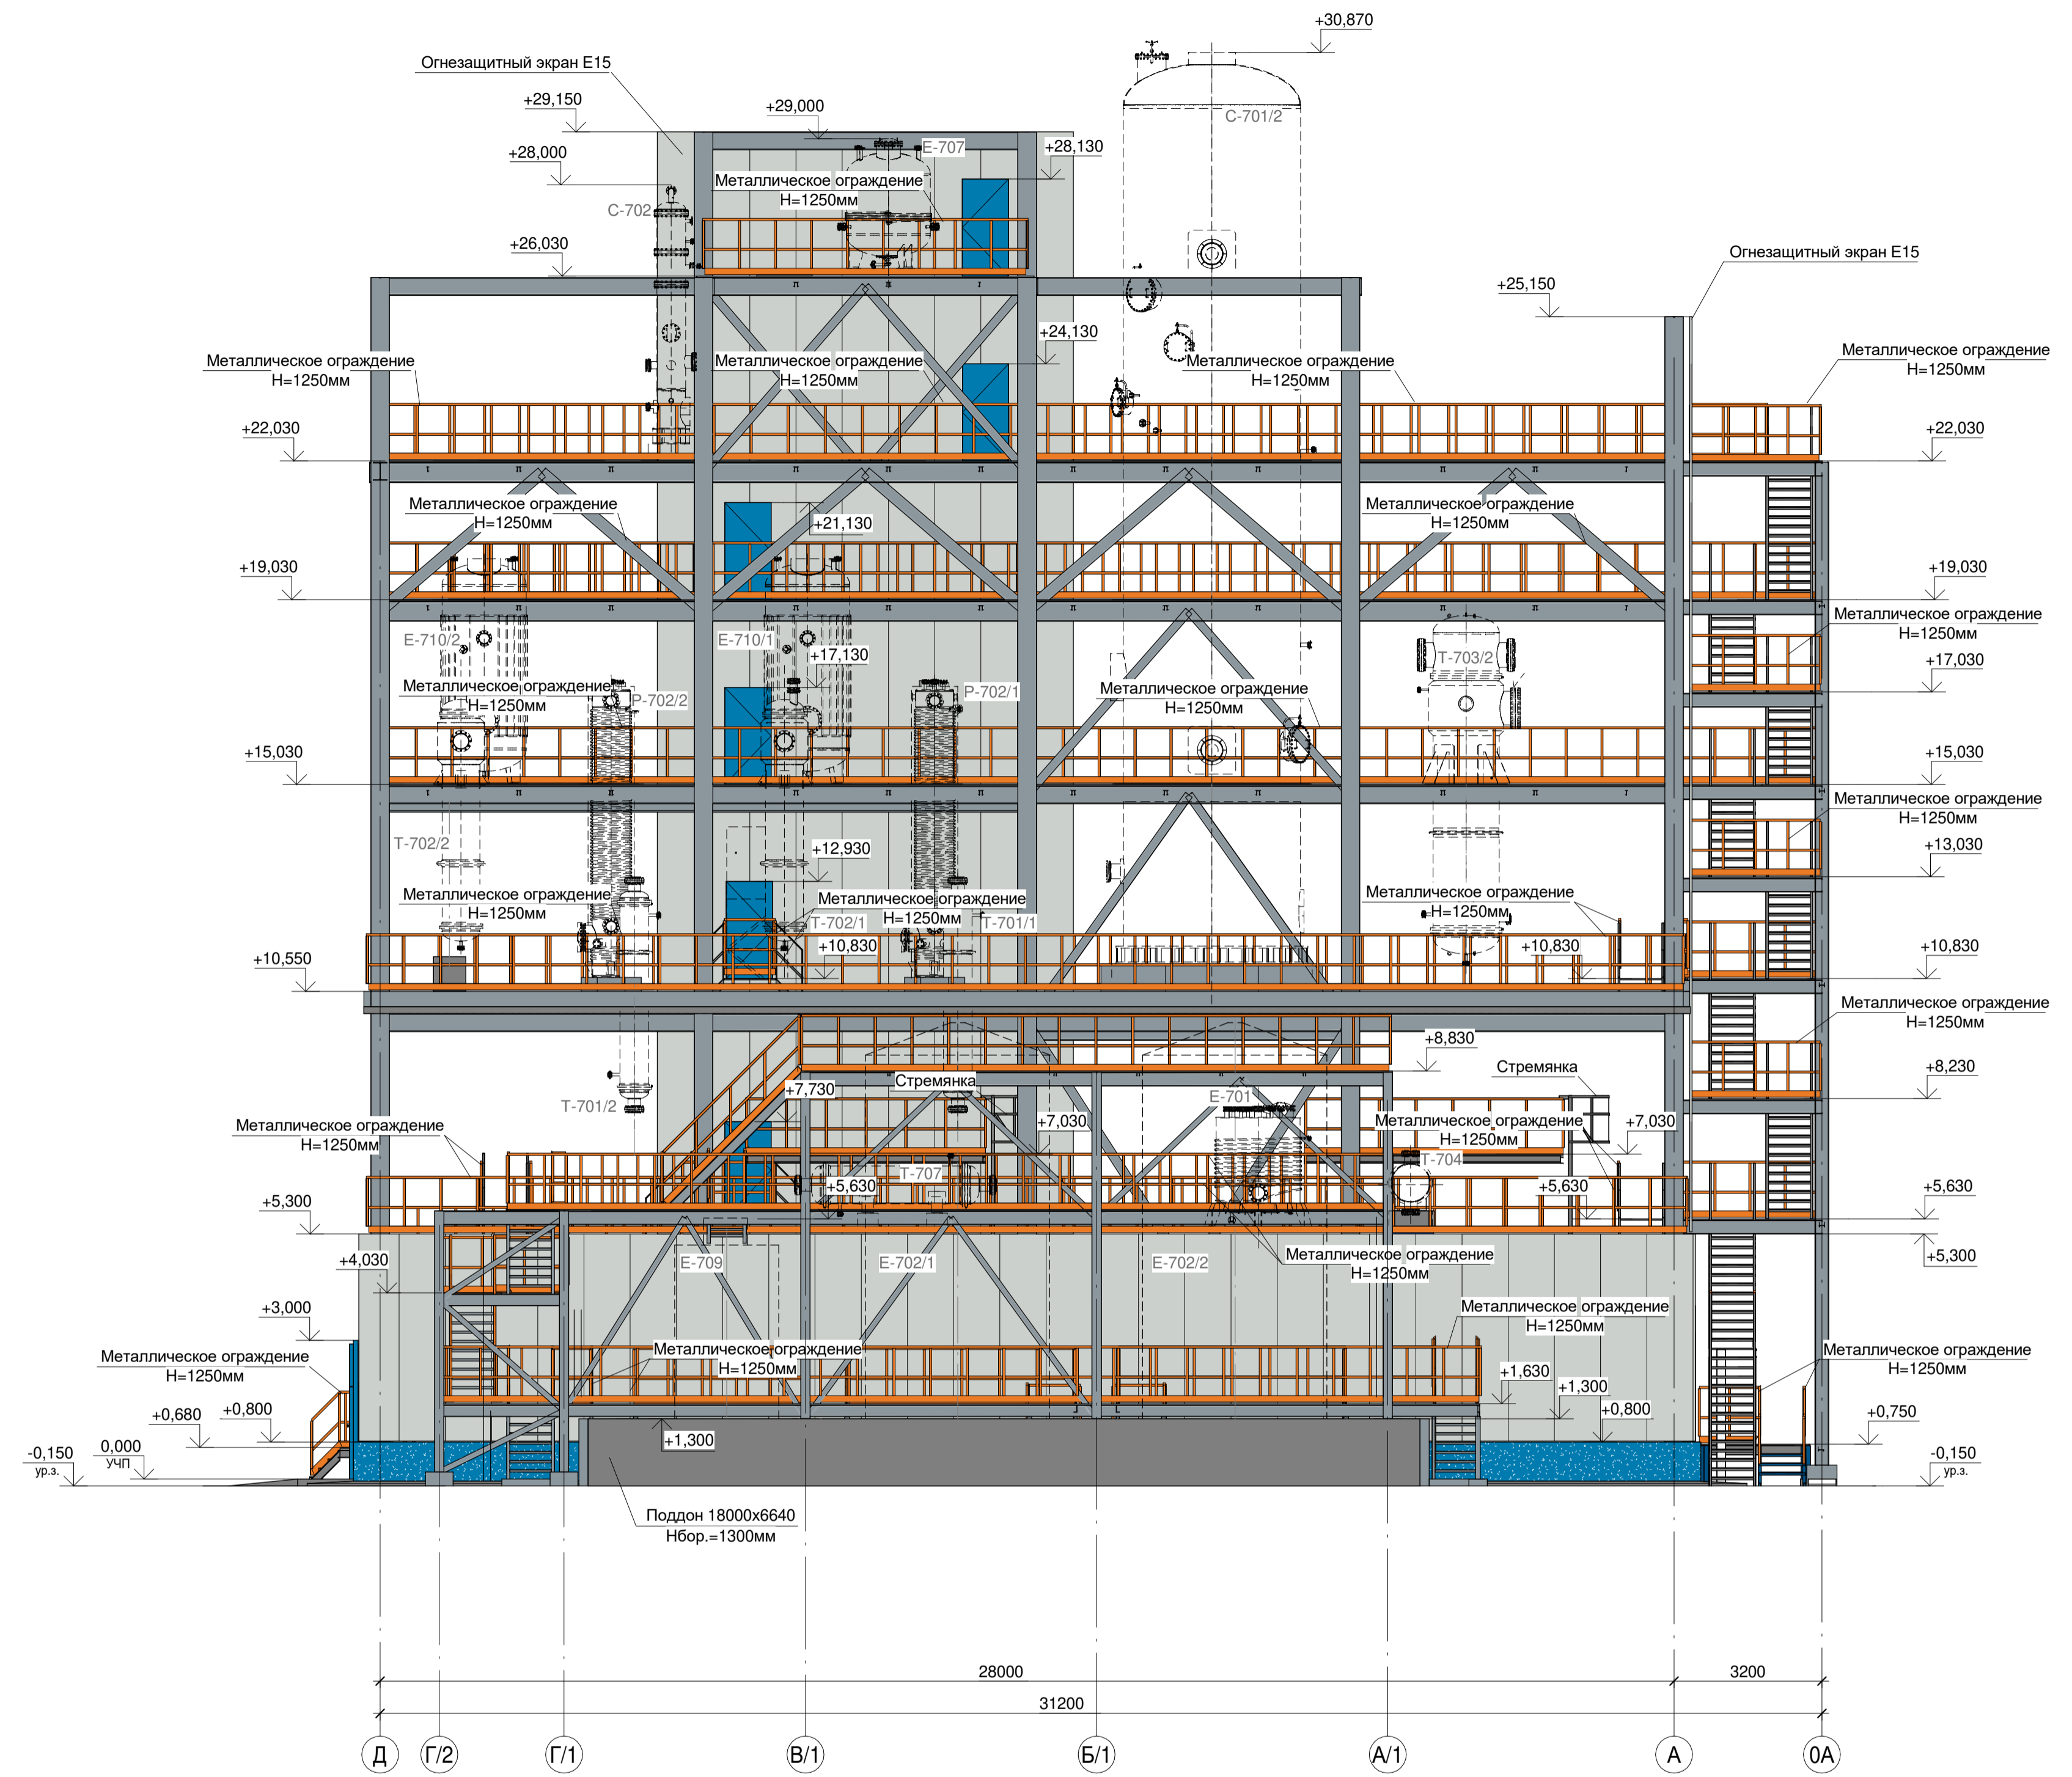 +30,870
Огнезащитный экран Е15
+29,150
+29,000
С-701/2
+28,000
Е-707
+28,130
Металлическое ограждение
Н=1250мм
С-702
+26,030
Огнезащитный экран Е15
+25,150
+24,130
Металлическое ограждение
Н=1250мм
Металлическое ограждение
Н=1250мм
Металлическое ограждение
Н=1250мм
Металлическое ограждение
Н=1250мм
+22,030
+22,030
Металлическое ограждение
Н=1250мм
+21,130
Металлическое ограждение
Н=1250мм
+19,030
+19,030
Е-710/2
Е-710/1
Т-703/2
Металлическое ограждение
Н=1250мм
+17,130
+17,030
Металлическое ограждение
Н=1250мм
Р-702/2
Р-702/1
Металлическое ограждение
Н=1250мм
+15,030
+15,030
Металлическое ограждение
Н=1250мм
Т-702/2
+12,930
+13,030
Металлическое ограждение
Н=1250мм
Металлическое ограждение
Н=1250мм
Металлическое ограждение
Н=1250мм
Т-702/1
Т-701/1
+10,550
+10,830
+10,830
+10,830
Металлическое ограждение
Н=1250мм
+8,830
Стремянка
Стремянка
+8,230
+7,730
Е-701
Т-701/2
Металлическое ограждение
Н=1250мм
+7,030
Металлическое ограждение
Н=1250мм
+7,030
Т-707
Т-704
+5,300
+5,630
+5,630
+5,630
+5,300
+4,030
Е-709
Е-702/1
Е-702/2
Металлическое ограждение
Н=1250мм
+3,000
Металлическое ограждение
Н=1250мм
Металлическое ограждение
Н=1250мм
Металлическое ограждение
Н=1250мм
Металлическое ограждение
Н=1250мм
+1,630
+1,300
+0,680
+0,800
+0,800
+0,750
+1,300
-0,150
ур.з.
0,000
УЧП
-0,150
ур.з.
Поддон 18000х6640
Нбор.=1300мм
28000
3200
31200
Д
Г/2
Г/1
В/1
Б/1
А/1
А
0А